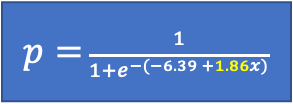 p = 1 / 1+e^−(−6.39 +1.86x)